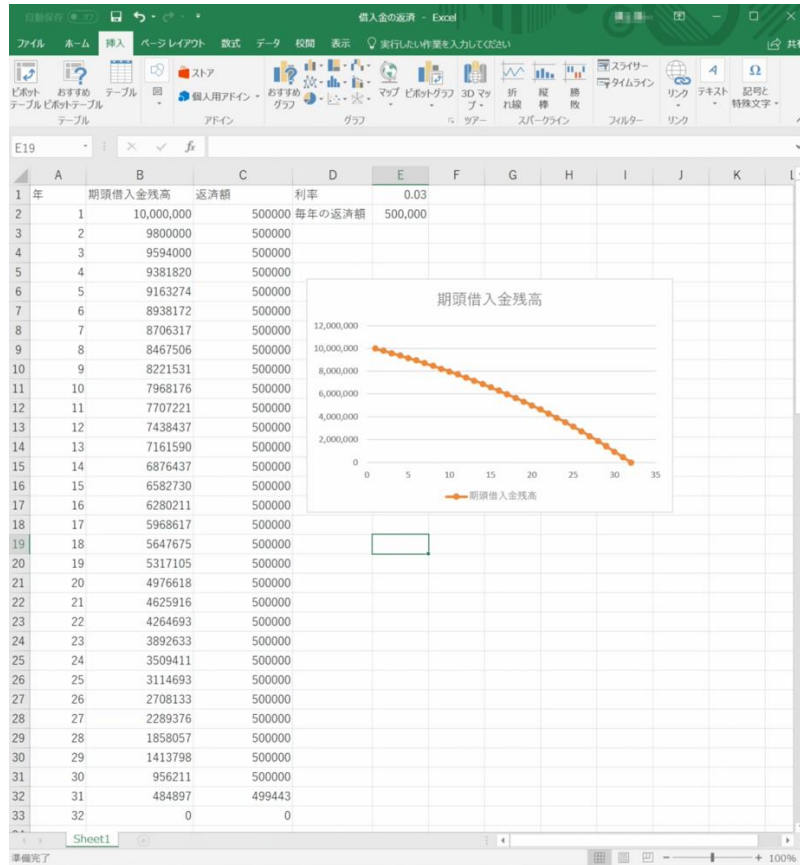 自動保存 オフ 借入金の返済 - Excel
ファイル ホーム 挿入 ページ レイアウト 数式 データ 校閲 表示 実行したい作業を入力してください 共有
ピボットテーブル おすすめピボットテーブル テーブル 図 ストア 個人用アドイン おすすめグラフ マップ ピボットグラフ 3D マップ 折れ線 縦棒 勝敗 スライサー タイムライン リンク テキスト 記号と特殊文字
テーブル アドイン グラフ ツアー スパークライン フィルター リンク
E19 fx
A B C D E F G H I J K L
1 年 期頭借入金残高 返済額 利率 0.03
2 1 10,000,000 500000 毎年の返済額 500,000
3 2 9800000 500000
4 3 9594000 500000
5 4 9381820 500000
6 5 9163274 500000
7 6 8938172 500000
8 7 8706317 500000
9 8 8467506 500000
10 9 8221531 500000
11 10 7968176 500000
12 11 7707221 500000
13 12 7438437 500000
14 13 7161590 500000
15 14 6876437 500000
16 15 6582730 500000
17 16 6280211 500000
18 17 5968617 500000
19 18 5647675 500000
20 19 5317105 500000
21 20 4976618 500000
22 21 4625916 500000
23 22 4264693 500000
24 23 3892633 500000
25 24 3509411 500000
26 25 3114693 500000
27 26 2708133 500000
28 27 2289376 500000
29 28 1858057 500000
30 29 1413798 500000
31 30 956211 500000
32 31 484897 499443
33 32 0 0
期頭借入金残高
12,000,000
10,000,000
8,000,000
6,000,000
4,000,000
2,000,000
0
0 5 10 15 20 25 30 35
期頭借入金残高
Sheet1
準備完了 100%